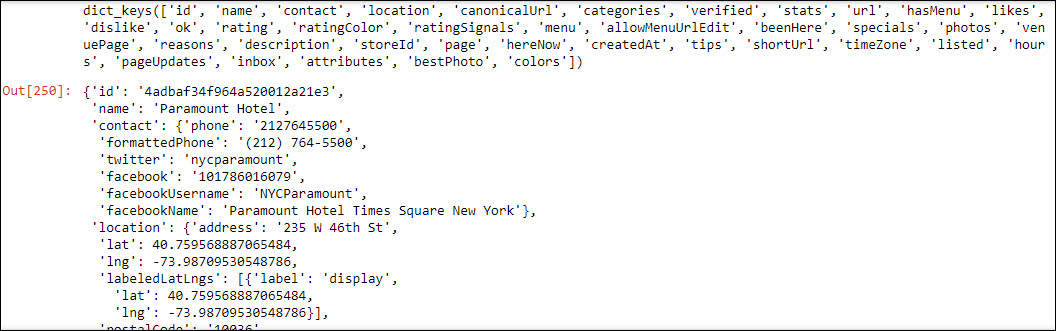 dict_keys(['id', 'name', 'contact', 'location', 'canonicalUrl', 'categories', 'verified', 'stats', 'url', 'hasMenu', 'likes',
'dislike', 'ok', 'rating', 'ratingColor', 'ratingSignals', 'menu', 'allowMenuUrlEdit', 'beenHere', 'specials', 'photos', 'ven
uePage', 'reasons', 'description', 'storeId', 'page', 'hereNow', 'createdAt', 'tips', 'shortUrl', 'timeZone', 'listed', 'hour
s', 'pageUpdates', 'inbox', 'attributes', 'bestPhoto', 'colors'])
Out[250]: {'id': '4adbaf34f964a520012a21e3',
'name': 'Paramount Hotel',
'contact': {'phone': '2127645500',
'formattedPhone': '(212) 764-5500',
'twitter': 'nycparamount',
'facebook': '101786016079',
'facebookUsername': 'NYCParamount',
'facebookName': 'Paramount Hotel Times Square New York'},
'location': {'address': '235 W 46th St',
'lat': 40.759568887065484,
'lng': -73.98709530548786,
'labeledLatLngs': [{'label': 'display',
'lat': 40.759568887065484,
'lng': -73.98709530548786}],
'postalCode': '10036'